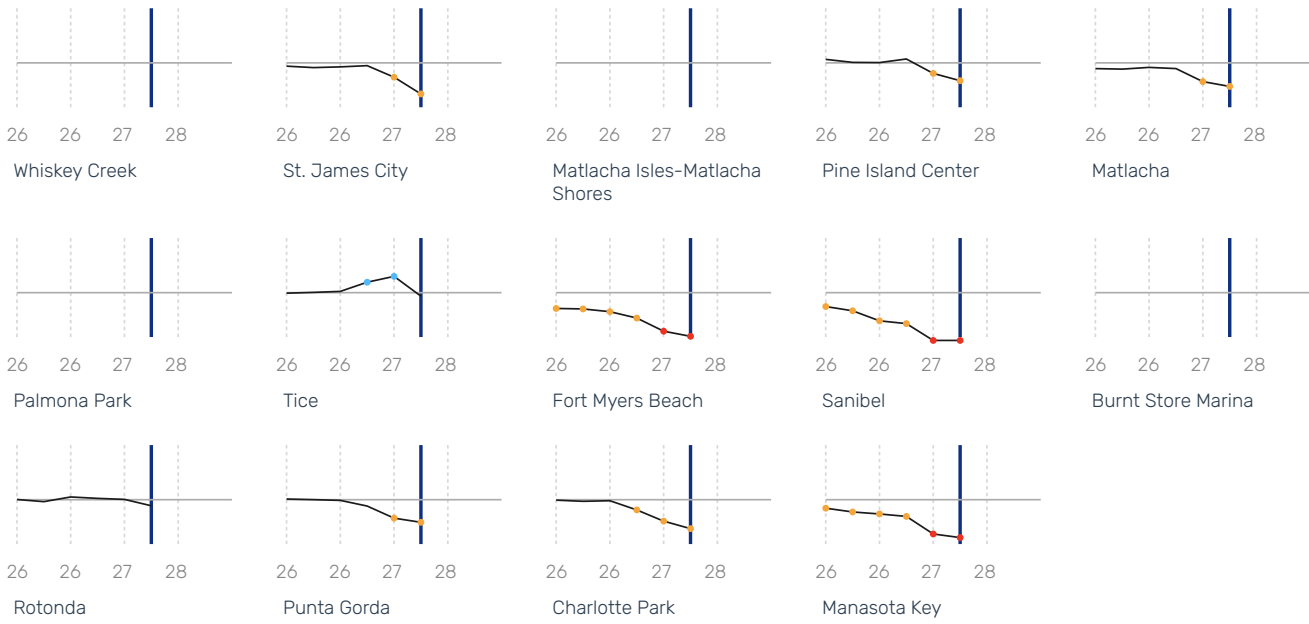 26 26 27 28 26 26 27 28 26 26 27 28 26 26 27 28 26 26 27 28
Whiskey Creek St. James City Matlacha Isles-Matlacha Pine Island Center Matlacha
Shores
26 26 27 28 26 26 27 28 26 26 27 28 26 26 27 28 26 26 27 28
Palmona Park Tice Fort Myers Beach Sanibel Burnt Store Marina
26 26 27 28 26 26 27 28 26 26 27 28 26 26 27 28
Rotonda Punta Gorda Charlotte Park Manasota Key